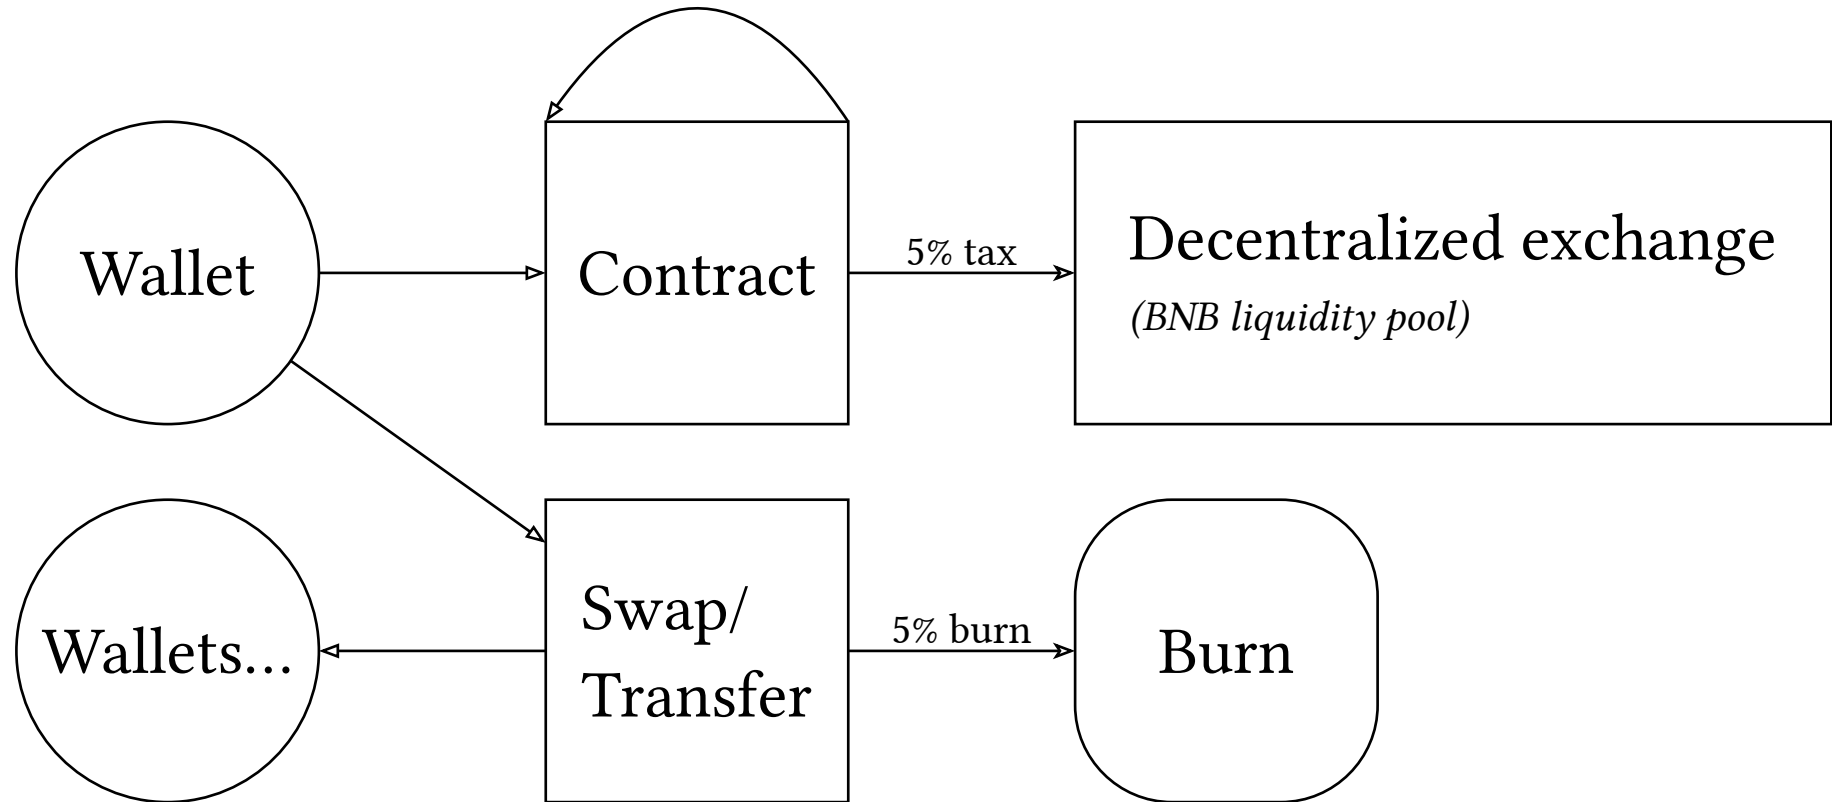 Wallet
Contract
5% tax
Decentralized exchange
(BNB liquidity pool)
Wallets...
Swap/
Transfer
5% burn
Burn